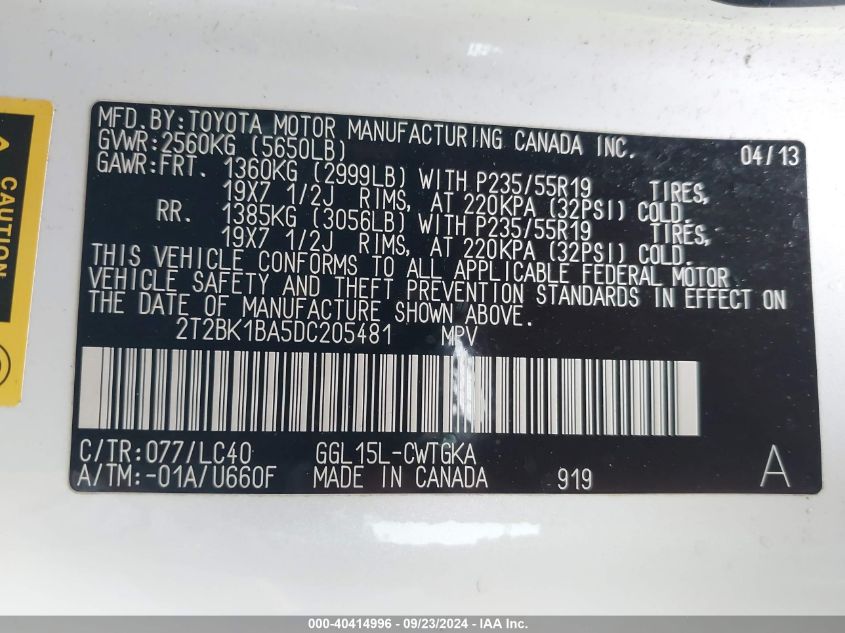 MFD. BY: TOYOTA MOTOR MANUFACTURING CANADA INC. 04/13
GVWR: 2560KG (5650LB)
GAWR: FRT. 1360KG (2999LB) WITH P235/55R19 TIRES,
19X7 1/2J RIMS, AT 220KPA (32PSI) COLD.
RR. 1385KG (3056LB) WITH P235/55R19 TIRES,
19X7 1/2J RIMS, AT 220KPA (32PSI) COLD.
THIS VEHICLE CONFORMS TO ALL APPLICABLE FEDERAL MOTOR
VEHICLE SAFETY AND THEFT PREVENTION STANDARDS IN EFFECT ON
THE DATE OF MANUFACTURE SHOWN ABOVE.
2T2BK1BA5DC205481 MPV
C/TR: 077/LC40 GGL15L-CWTGKA
A/TM: -01A/U660F MADE IN CANADA 919 A
CAUTION
000-40414996 - 09/23/2024 - IAA Inc.